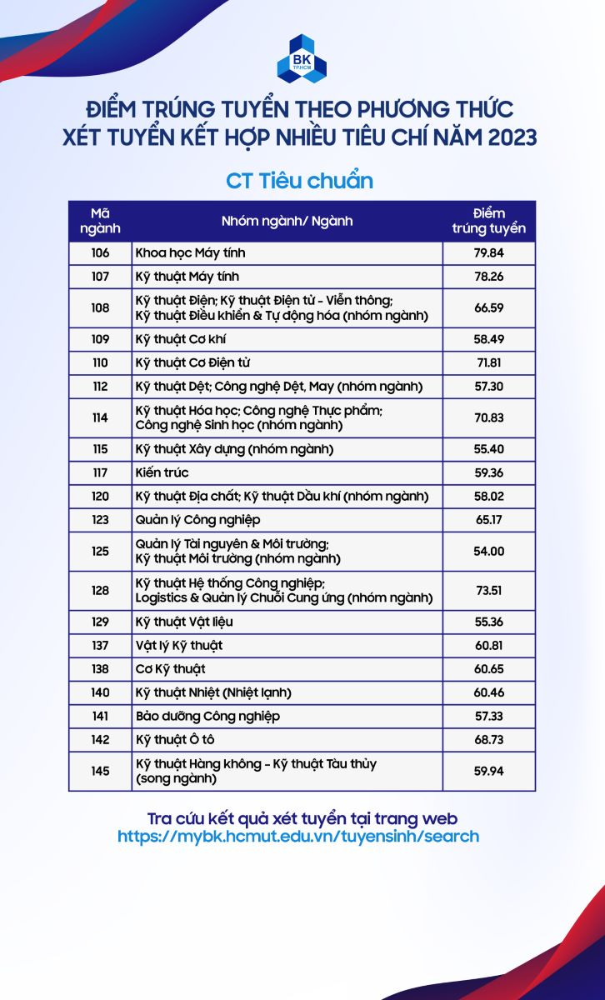 BK
TP.HCM
ĐIỂM TRÚNG TUYỂN THEO PHƯƠNG THỨC
XÉT TUYỂN KẾT HỢP NHIỀU TIÊU CHÍ NĂM 2023
CT Tiêu chuẩn
Mã ngành Nhóm ngành/ Ngành Điểm trúng tuyển
106 Khoa học Máy tính 79.84
107 Kỹ thuật Máy tính 78.26
108 Kỹ thuật Điện; Kỹ thuật Điện tử - Viễn thông;
Kỹ thuật Điều khiển & Tự động hóa (nhóm ngành) 66.59
109 Kỹ thuật Cơ khí 58.49
110 Kỹ thuật Cơ Điện tử 71.81
112 Kỹ thuật Dệt; Công nghệ Dệt, May (nhóm ngành) 57.30
114 Kỹ thuật Hóa học; Công nghệ Thực phẩm;
Công nghệ Sinh học (nhóm ngành) 70.83
115 Kỹ thuật Xây dựng (nhóm ngành) 55.40
117 Kiến trúc 59.36
120 Kỹ thuật Địa chất; Kỹ thuật Dầu khí (nhóm ngành) 58.02
123 Quản lý Công nghiệp 65.17
125 Quản lý Tài nguyên & Môi trường;
Kỹ thuật Môi trường (nhóm ngành) 54.00
128 Kỹ thuật Hệ thống Công nghiệp;
Logistics & Quản lý Chuỗi Cung ứng (nhóm ngành) 73.51
129 Kỹ thuật Vật liệu 55.36
137 Vật lý Kỹ thuật 60.81
138 Cơ Kỹ thuật 60.65
140 Kỹ thuật Nhiệt (Nhiệt lạnh) 60.46
141 Bảo dưỡng Công nghiệp 57.33
142 Kỹ thuật Ô tô 68.73
145 Kỹ thuật Hàng không - Kỹ thuật Tàu thủy
(song ngành) 59.94
Tra cứu kết quả xét tuyển tại trang web
https://mybk.hcmut.edu.vn/tuyensinh/search